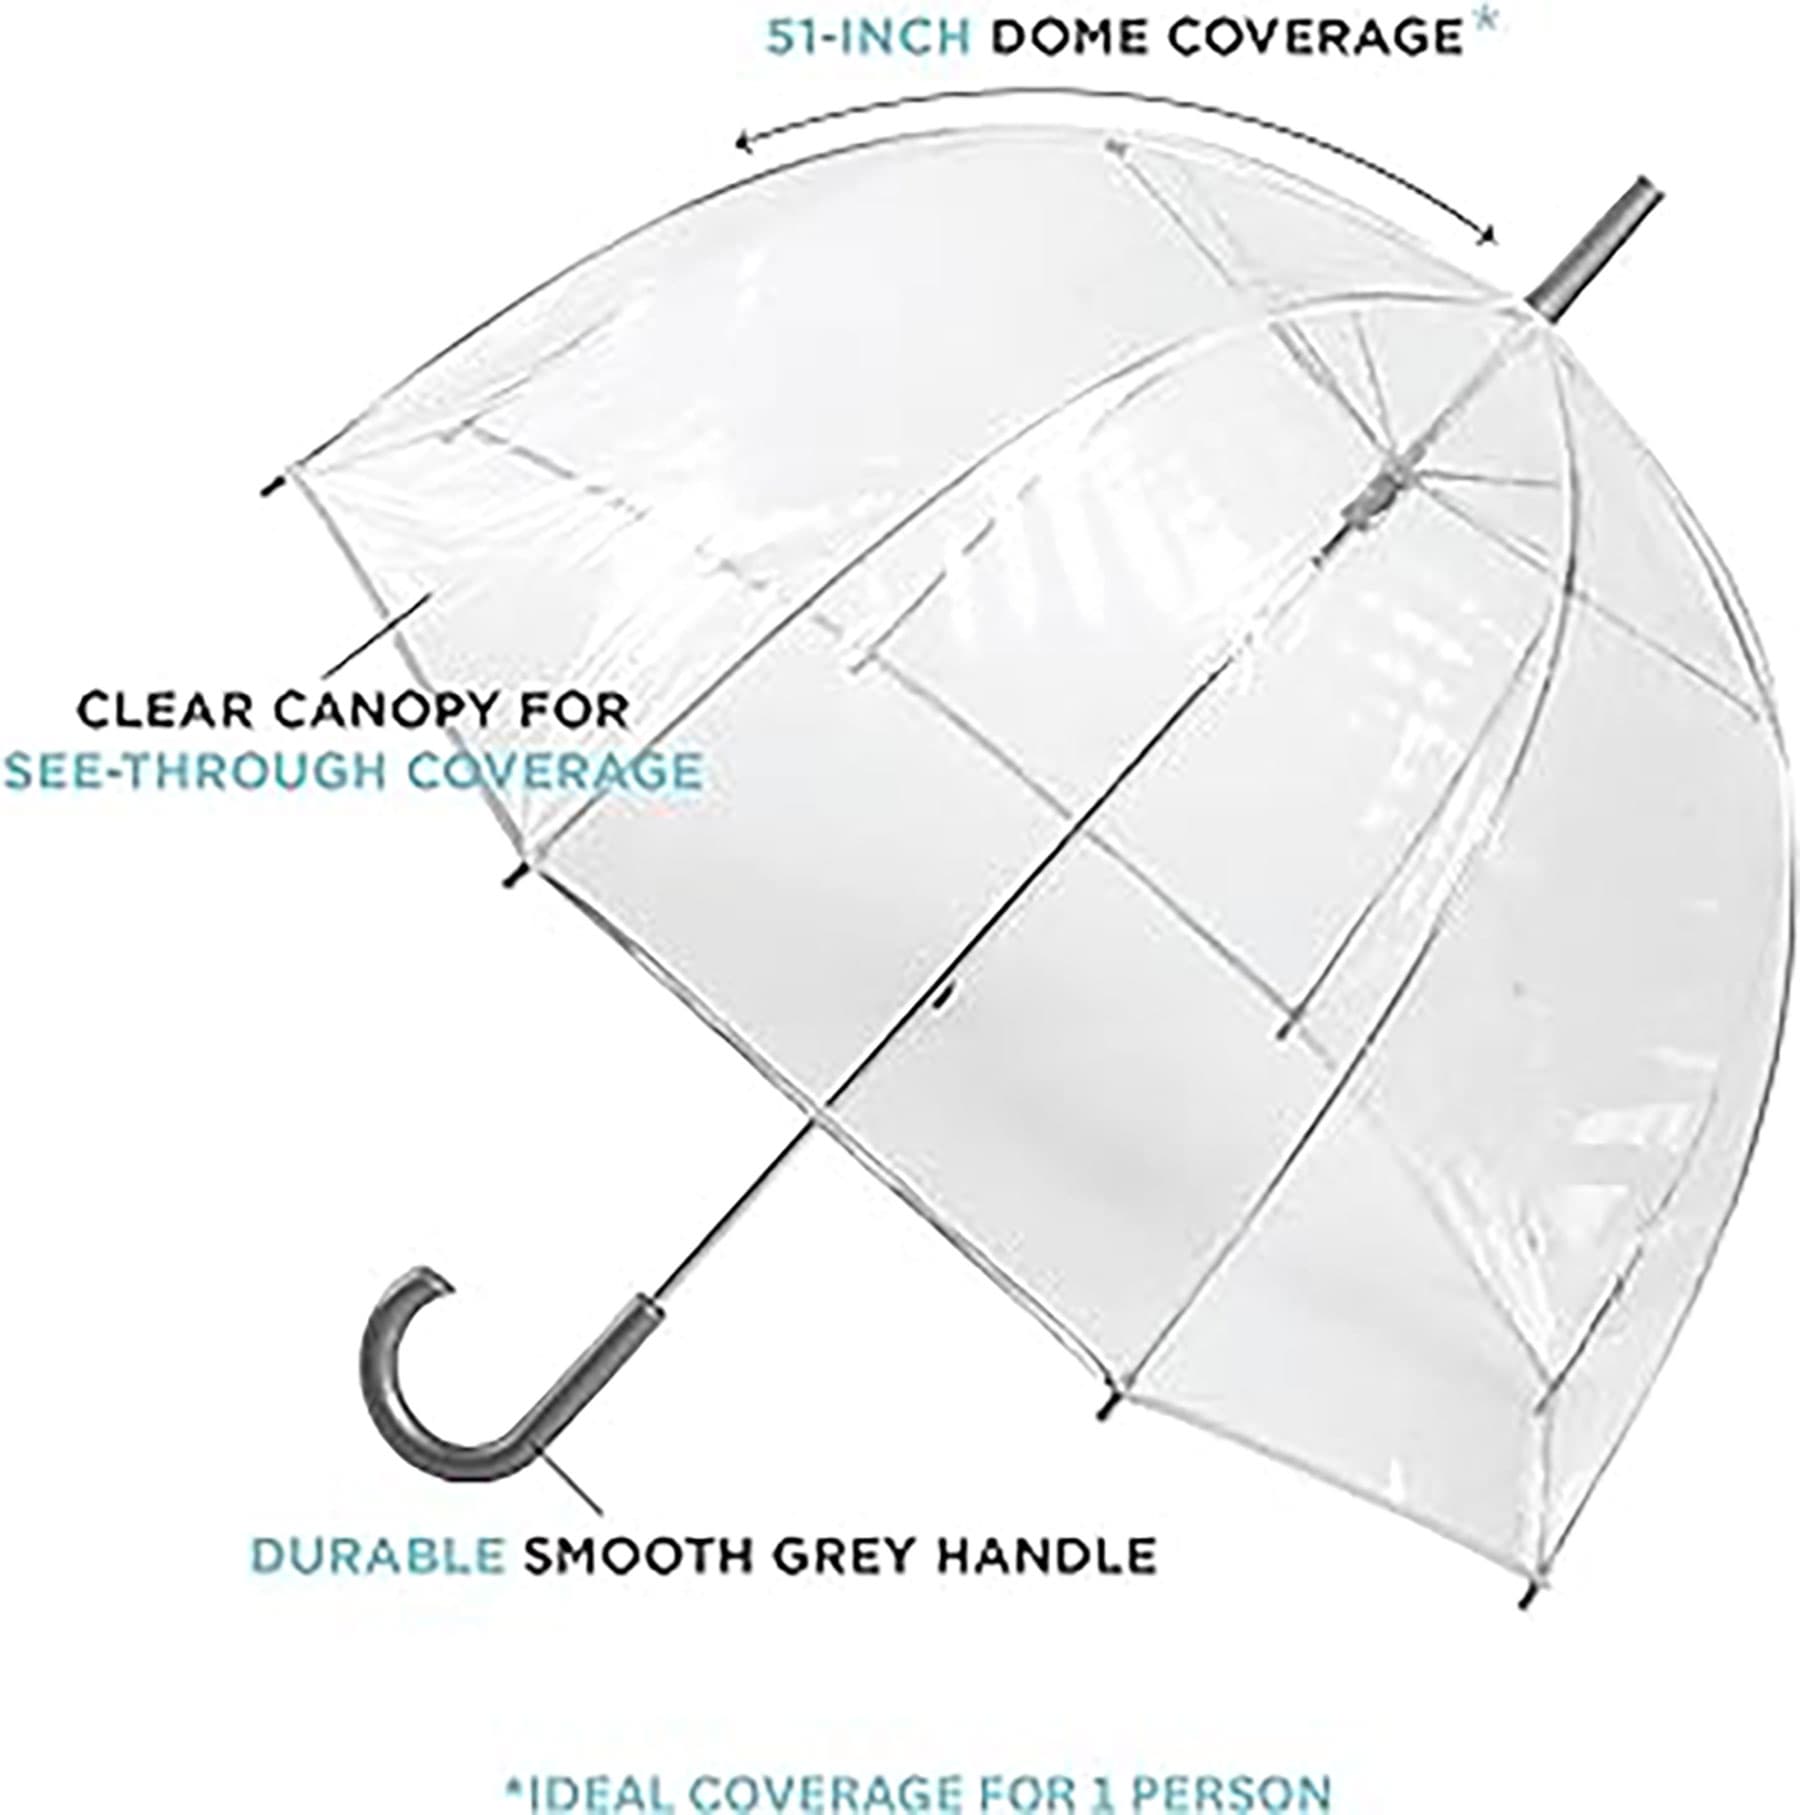 51-INCH DOME COVERAGE*
CLEAR CANOPY FOR
SEE-THROUGH COVERAGE
DURABLE SMOOTH GREY HANDLE
*IDEAL COVERAGE FOR 1 PERSON